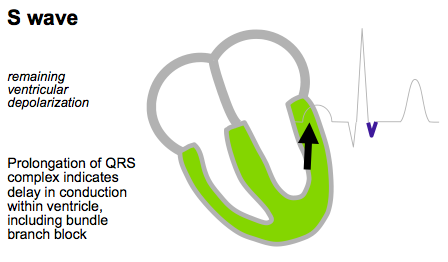 S wave
remaining
ventricular
depolarization
Prolongation of QRS
complex indicates
delay in conduction
within ventricle,
including bundle
branch block